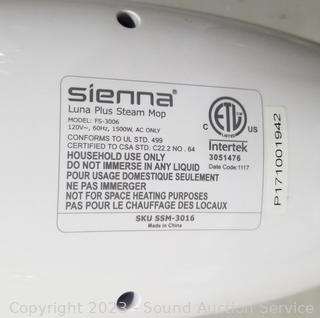 sienna
Luna Plus Steam Mop
MODEL: FS-3006
120V~, 60Hz, 1500W, AC ONLY
CONFORMS TO UL STD. 499
CERTIFIED TO CSA STD. C22.2 NO. 64
HOUSEHOLD USE ONLY
DO NOT IMMERSE IN ANY LIQUID
POUR USAGE DOMESTIQUE SEULEMENT
NE PAS IMMERGER
NOT FOR SPACE HEATING PURPOSES
PAS POUR LE CHAUFFAGE DES LOCAUX
SKU SSM-3016
Made in China
ETL
C US
LISTED
Intertek
3051476
Date Code:1117
P171001942
Copyright 2023 - Sound Auction Service